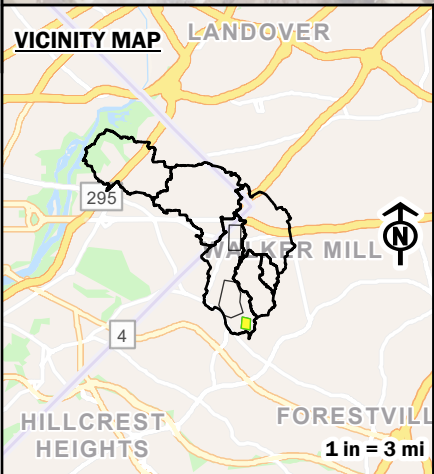 VICINITY MAP
LANDOVER
295
N
WALKER MILL
4
HILLCREST
HEIGHTS
FORESTVILL
1 in = 3 mi